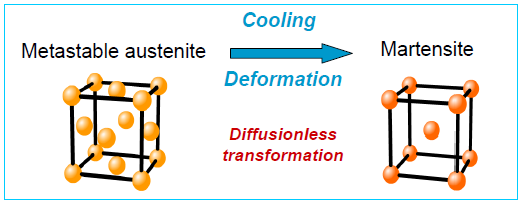 Cooling
Metastable austenite
Martensite
Deformation
Diffusionless
transformation